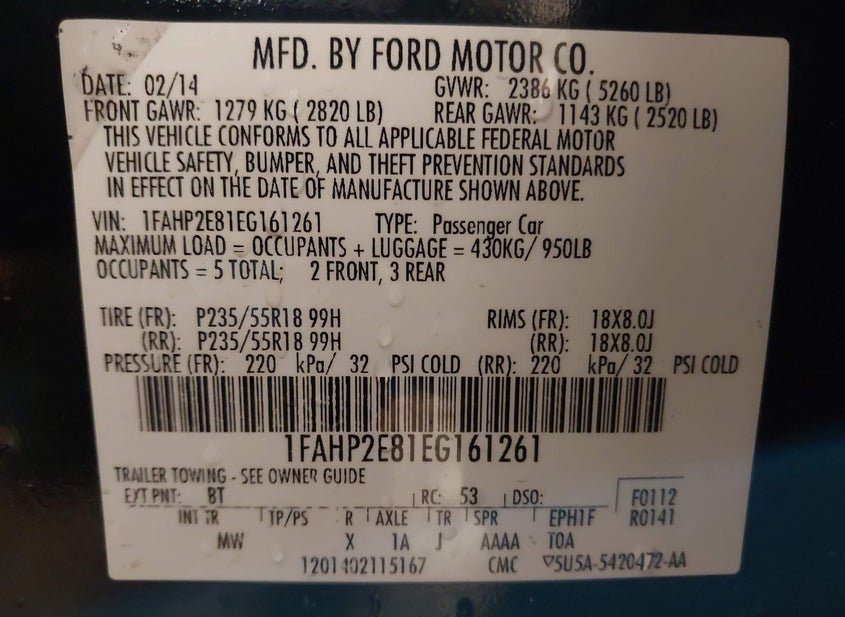 MFD. BY FORD MOTOR CO.
DATE: 02/14 GVWR: 2386 KG ( 5260 LB)
FRONT GAWR: 1279 KG ( 2820 LB) REAR GAWR: 1143 KG ( 2520 LB)
THIS VEHICLE CONFORMS TO ALL APPLICABLE FEDERAL MOTOR
VEHICLE SAFETY, BUMPER, AND THEFT PREVENTION STANDARDS
IN EFFECT ON THE DATE OF MANUFACTURE SHOWN ABOVE.
VIN: 1FAHP2E81EG161261 TYPE: Passenger Car
MAXIMUM LOAD = OCCUPANTS + LUGGAGE = 430KG/ 950LB
OCCUPANTS = 5 TOTAL; 2 FRONT, 3 REAR
TIRE (FR): P235/55R18 99H RIMS (FR): 18X8.0J
(RR): P235/55R18 99H (RR): 18X8.0J
PRESSURE (FR): 220 kPa/ 32 PSI COLD (RR): 220 kPa/ 32 PSI COLD
1FAHP2E81EG161261
TRAILER TOWING - SEE OWNER GUIDE
EXT PNT: BT RC: 53 DSO: F0112
INT TR TP/PS R AXLE TR SPR EPH1F R0141
MW X 1A J AAAA TOA
1201402115167 CMC ▽5U5A-5420472-AA